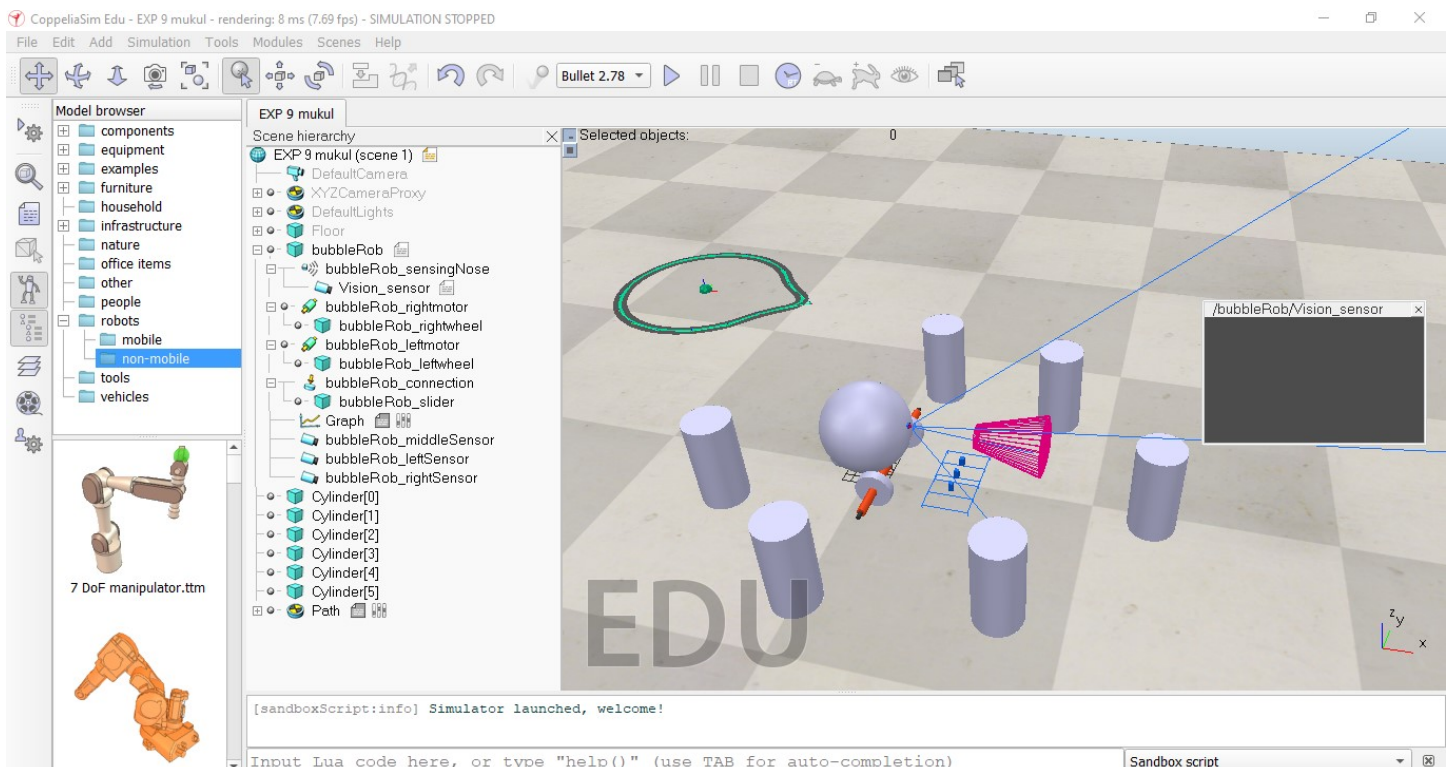 CoppeliaSim Edu - EXP 9 mukul - rendering: 8 ms (7.69 fps) - SIMULATION STOPPED
File Edit Add Simulation Tools Modules Scenes Help
Bullet 2.78
Model browser
components
equipment
examples
furniture
household
infrastructure
nature
office items
other
people
robots
mobile
non-mobile
tools
vehicles
7 DoF manipulator.ttm
EXP 9 mukul
Scene hierarchy
EXP 9 mukul (scene 1)
DefaultCamera
XYZCameraProxy
DefaultLights
Floor
bubbleRob
bubbleRob_sensingNose
Vision_sensor
bubbleRob_rightmotor
bubbleRob_rightwheel
bubbleRob_leftmotor
bubbleRob_leftwheel
bubbleRob_connection
bubbleRob_slider
Graph
bubbleRob_middleSensor
bubbleRob_leftSensor
bubbleRob_rightSensor
Cylinder[0]
Cylinder[1]
Cylinder[2]
Cylinder[3]
Cylinder[4]
Cylinder[5]
Path
Selected objects: 0
/bubbleRob/Vision_sensor
EDU
z
y
x
[sandboxScript:info] Simulator launched, welcome!
Input Lua code here, or type "help()" (use TAB for auto-completion)
Sandbox script